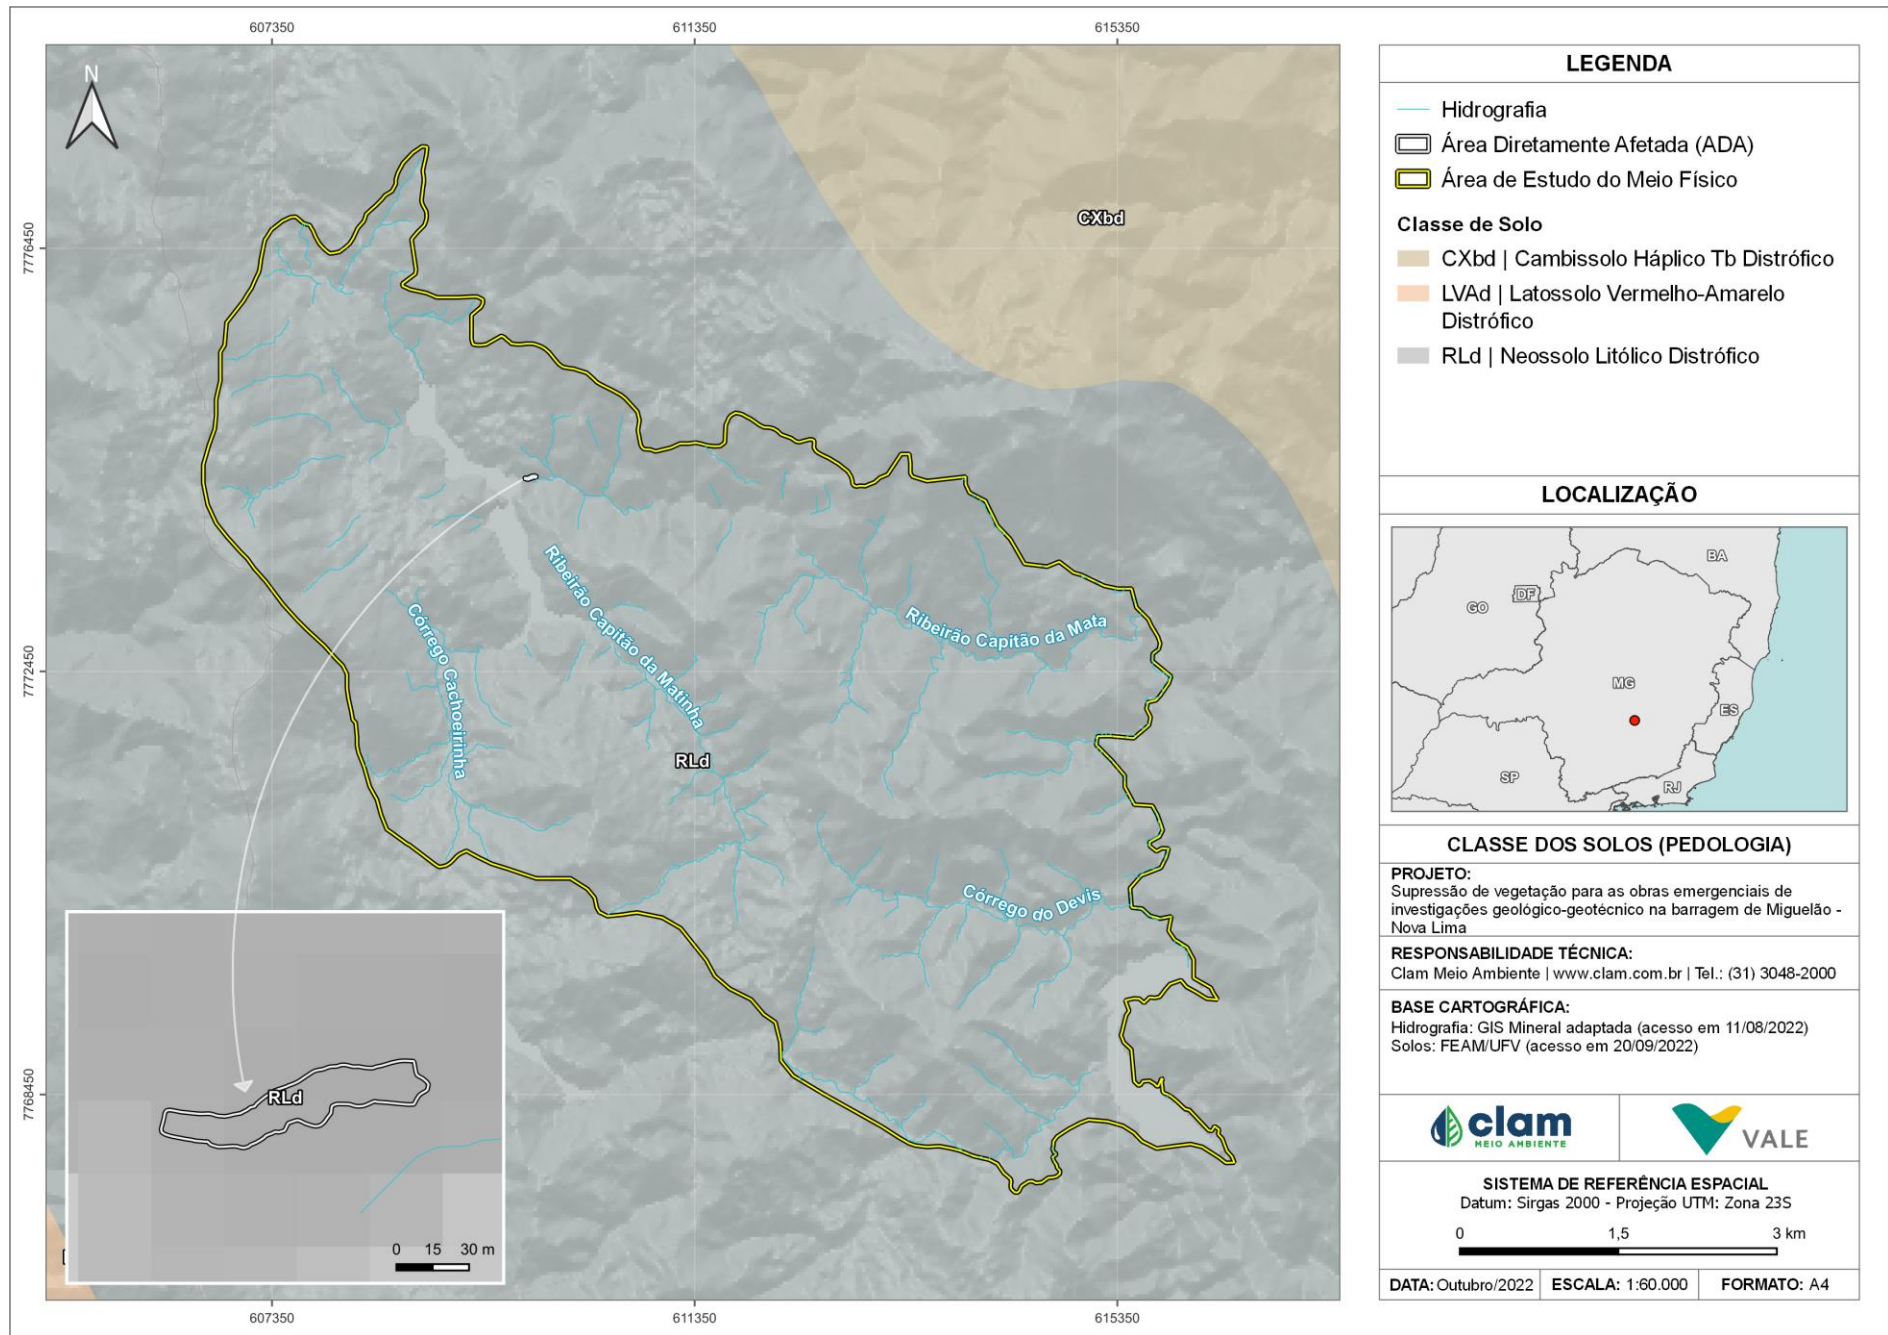 607350
611350
615350
7776450
7772450
7768450
N
CXbd
Ribeirão Capitão da Mata
Ribeirão Capitão da Matinha
Córrego Cachoeirinha
RLd
Córrego do Devis
RLd
0 15 30 m
607350
611350
615350
LEGENDA
Hidrografia
Área Diretamente Afetada (ADA)
Área de Estudo do Meio Físico
Classe de Solo
CXbd | Cambissolo Háplico Tb Distrófico
LVAd | Latossolo Vermelho-Amarelo
Distrófico
RLd | Neossolo Litólico Distrófico
LOCALIZAÇÃO
BA
GO
DF
MG
ES
SP
RJ
CLASSE DOS SOLOS (PEDOLOGIA)
PROJETO:
Supressão de vegetação para as obras emergenciais de
investigações geológico-geotécnico na barragem de Miguelão -
Nova Lima
RESPONSABILIDADE TÉCNICA:
Clam Meio Ambiente | www.clam.com.br | Tel.: (31) 3048-2000
BASE CARTOGRÁFICA:
Hidrografia: GIS Mineral adaptada (acesso em 11/08/2022)
Solos: FEAM/UFV (acesso em 20/09/2022)
clam
MEIO AMBIENTE
VALE
SISTEMA DE REFERÊNCIA ESPACIAL
Datum: Sirgas 2000 - Projeção UTM: Zona 23S
0 1,5 3 km
DATA: Outubro/2022 ESCALA: 1:60.000 FORMATO: A4